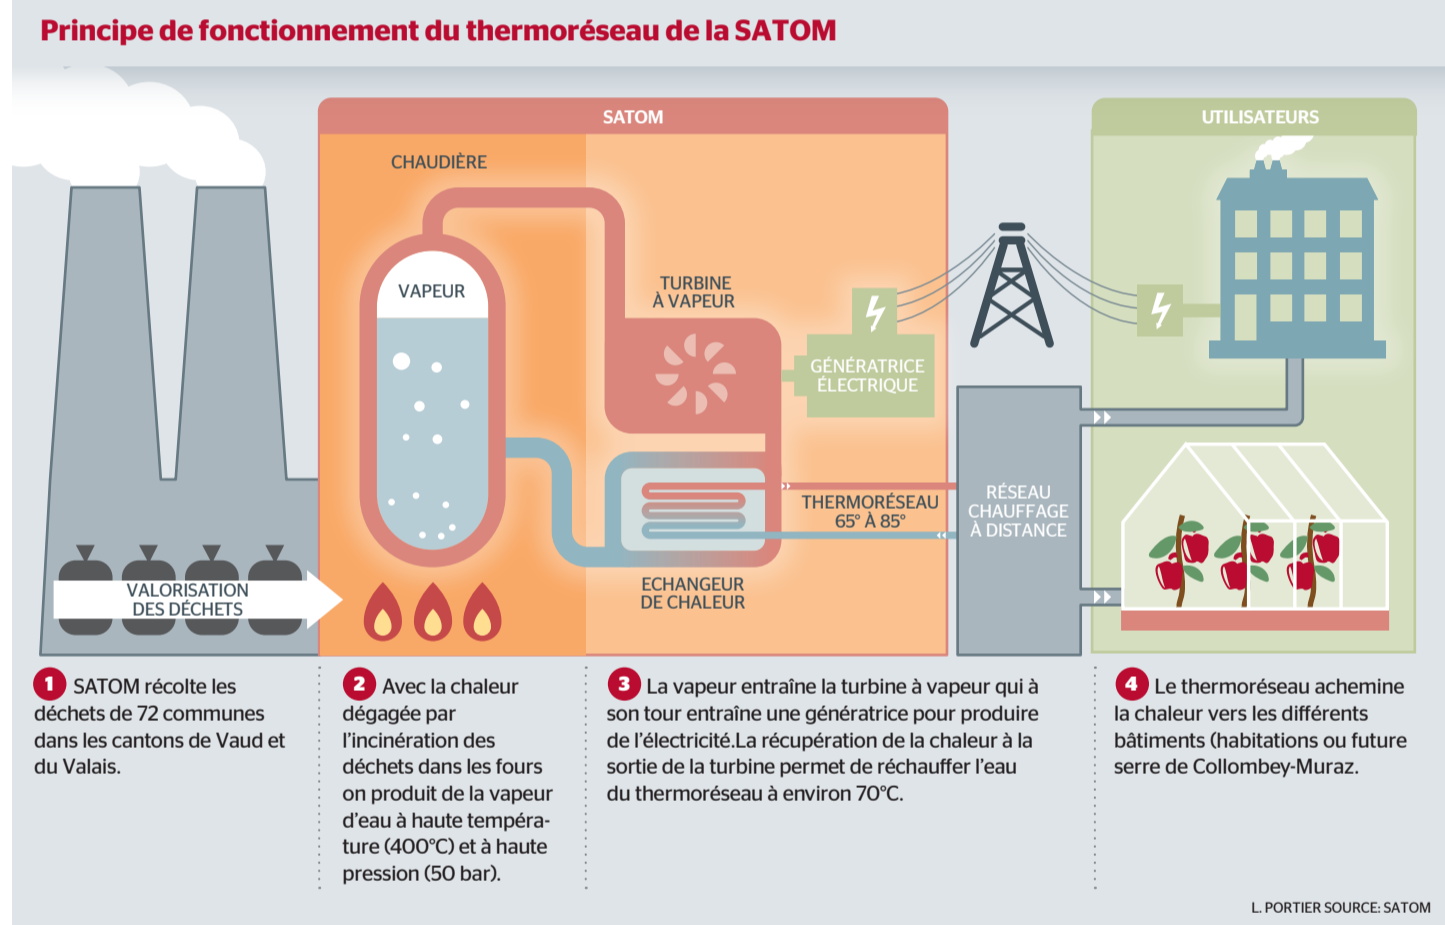 Principe de fonctionnement du thermoréseau de la SATOM
SATOM
UTILISATEURS
CHAUDIÈRE
VAPEUR
TURBINE
À VAPEUR
GÉNÉRATRICE
ÉLECTRIQUE
THERMORÉSEAU
65° À 85°
RÉSEAU
CHAUFFAGE
À DISTANCE
ECHANGEUR
DE CHALEUR
VALORISATION
DES DÉCHETS
1 SATOM récolte les
déchets de 72 communes
dans les cantons de Vaud et
du Valais.
2 Avec la chaleur
dégagée par
l'incinération des
déchets dans les fours
on produit de la vapeur
d'eau à haute tempéra-
ture (400°C) et à haute
pression (50 bar).
3 La vapeur entraîne la turbine à vapeur qui à
son tour entraîne une génératrice pour produire
de l'électricité.La récupération de la chaleur à la
sortie de la turbine permet de réchauffer l'eau
du thermoréseau à environ 70°C.
4 Le thermoréseau achemine
la chaleur vers les différents
bâtiments (habitations ou future
serre de Collombey-Muraz.
L. PORTIER SOURCE: SATOM